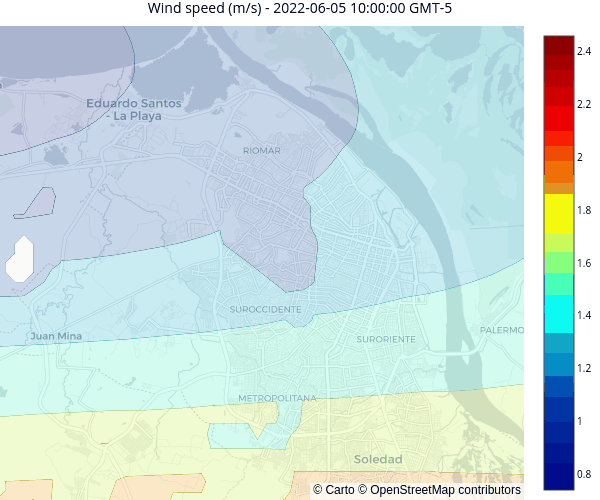 Wind speed (m/s) - 2022-06-05 10:00:00 GMT-5
Eduardo Santos
- La Playa
RIOMAR
SUROCCIDENTE
Juan Mina
SURORIENTE
PALERMO
METROPOLITANA
Soledad
© Carto © OpenStreetMap contributors
2.4
2.2
2
1.8
1.6
1.4
1.2
1
0.8